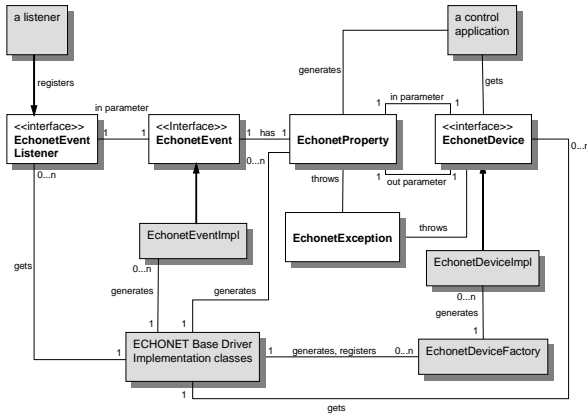 a listener
a control
application
registers
generates
gets
in parameter
in parameter
<<interface>>
EchonetEvent
Listener
1
1
<<Interface>>
EchonetEvent
1
has
1
EchonetProperty
1
1
<<interface>>
EchonetDevice
0...n
0...n
0...n
1
out parameter
1
throws
EchonetEventImpl
EchonetException
throws
EchonetDeviceImpl
0...n
0...n
gets
generates
generates
generates
1
1
1
ECHONET Base Driver
Implementation classes
1
1
generates, registers
0...n
EchonetDeviceFactory
1
gets